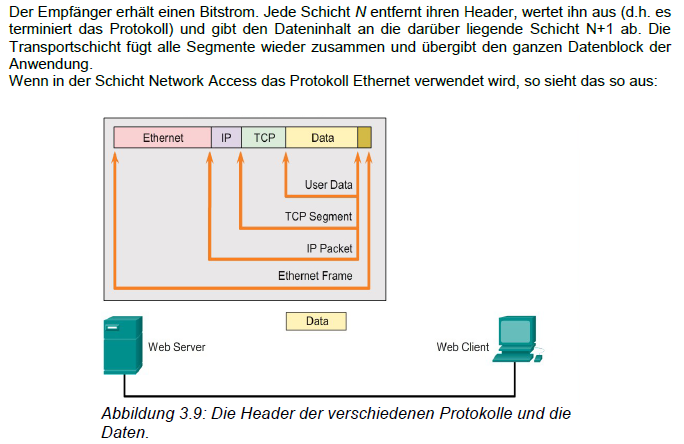 Der Empfänger erhält einen Bitstrom. Jede Schicht N entfernt ihren Header, wertet ihn aus (d.h. es
terminiert das Protokoll) und gibt den Dateninhalt an die darüber liegende Schicht N+1 ab. Die
Transportschicht fügt alle Segmente wieder zusammen und übergibt den ganzen Datenblock der
Anwendung.
Wenn in der Schicht Network Access das Protokoll Ethernet verwendet wird, so sieht das so aus:
Ethernet IP TCP Data
User Data
TCP Segment
IP Packet
Ethernet Frame
Data
Web Server Web Client
Abbildung 3.9: Die Header der verschiedenen Protokolle und die
Daten.